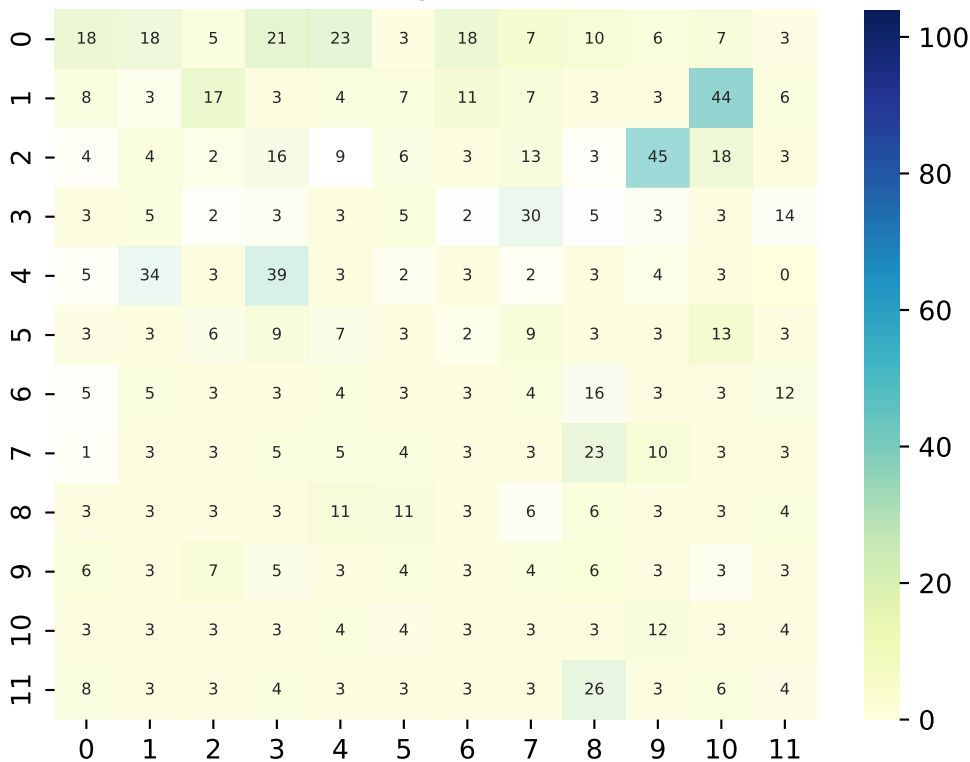 0 18 18 5 21 23 3 18 7 10 6 7 3
1 8 3 17 3 4 7 11 7 3 3 44 6
2 4 4 2 16 9 6 3 13 3 45 18 3
3 3 5 2 3 3 5 2 30 5 3 3 14
4 5 34 3 39 3 2 3 2 3 4 3 0
5 3 3 6 9 7 3 2 9 3 3 13 3
6 5 5 3 3 4 3 3 4 16 3 3 12
7 1 3 3 5 5 4 3 3 23 10 3 3
8 3 3 3 3 11 11 3 6 6 3 3 4
9 6 3 7 5 3 4 3 4 6 3 3 3
10 3 3 3 3 4 4 3 3 3 12 3 4
11 8 3 3 4 3 3 3 3 26 3 6 4
0 1 2 3 4 5 6 7 8 9 10 11
100
80
60
40
20
0